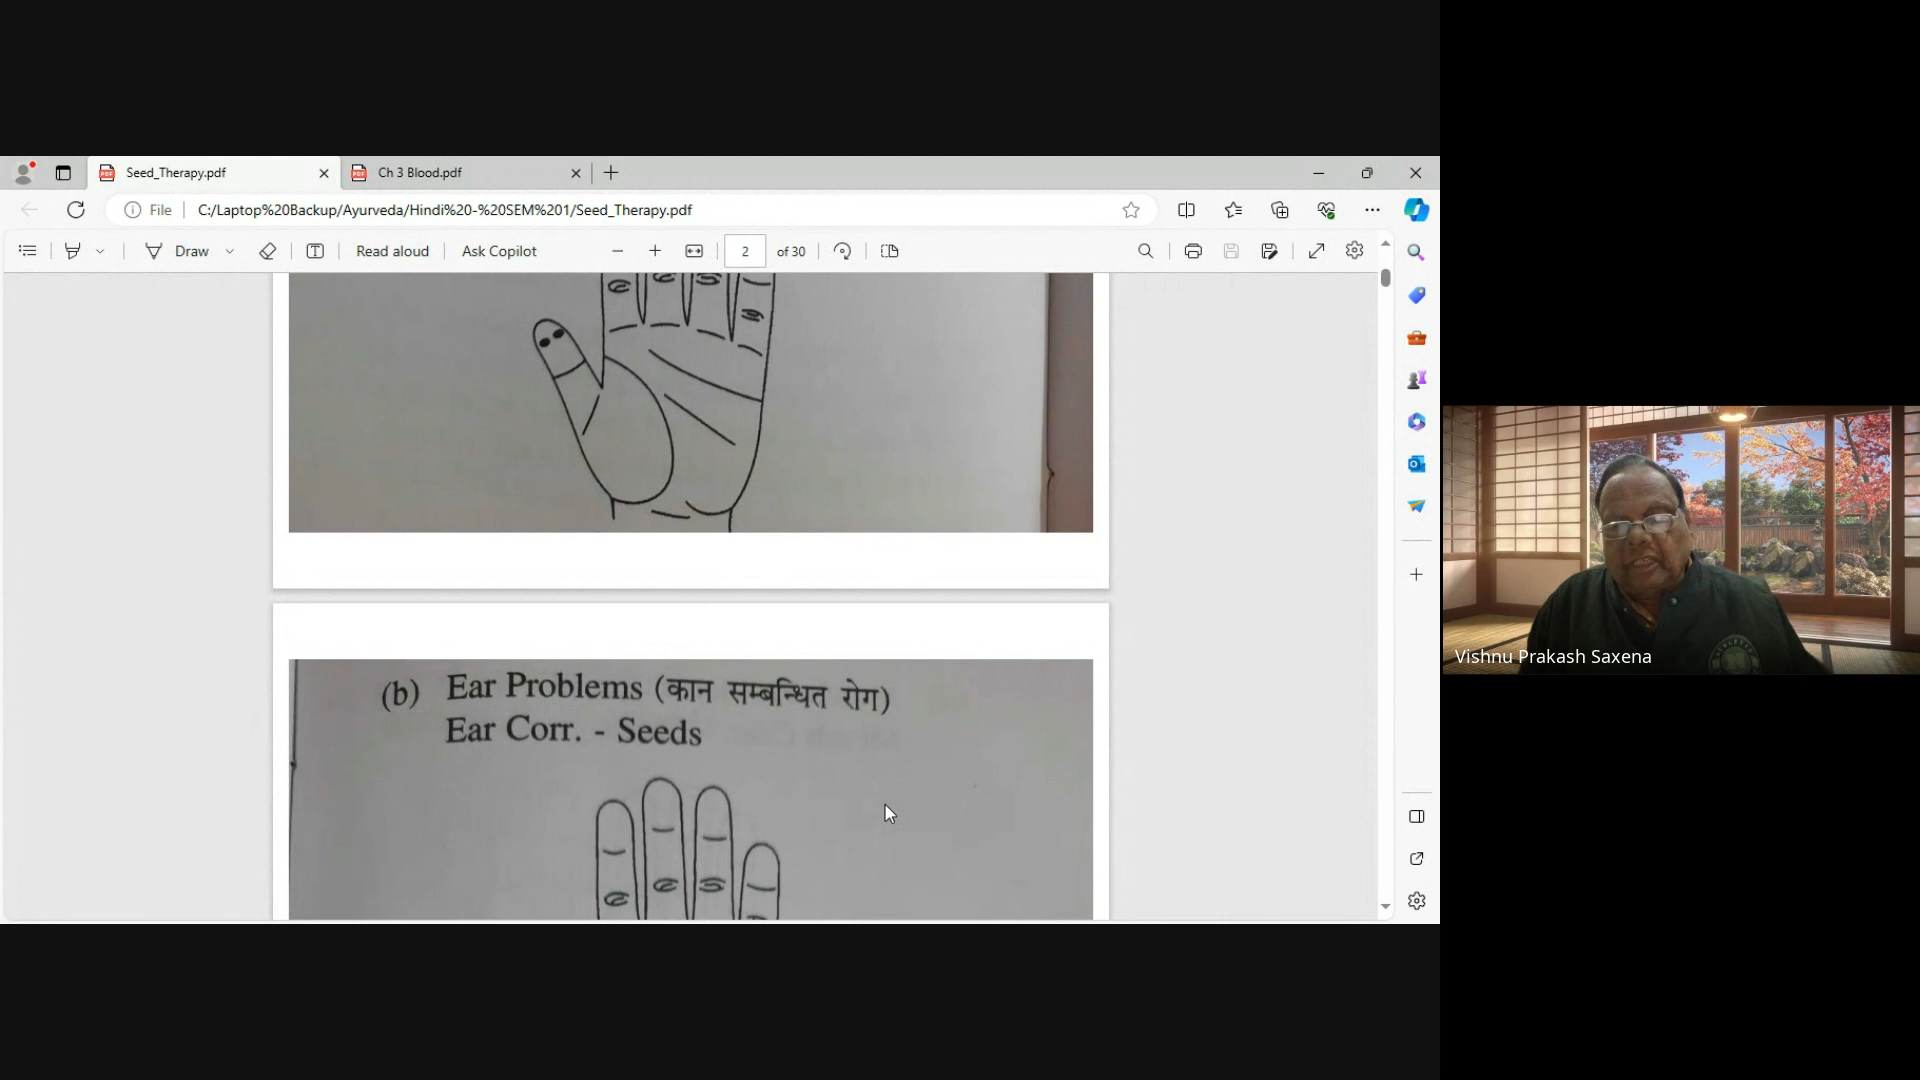 Seed_Therapy.pdf
Ch 3 Blood.pdf
File
C:/Laptop%20Backup/Ayurveda/Hindi%20-%20SEM%201/Seed_Therapy.pdf
Draw
Read aloud
Ask Copilot
2
of 30
(b) Ear Problems (कान सम्बन्धित रोग)
Ear Corr. - Seeds
Vishnu Prakash Saxena